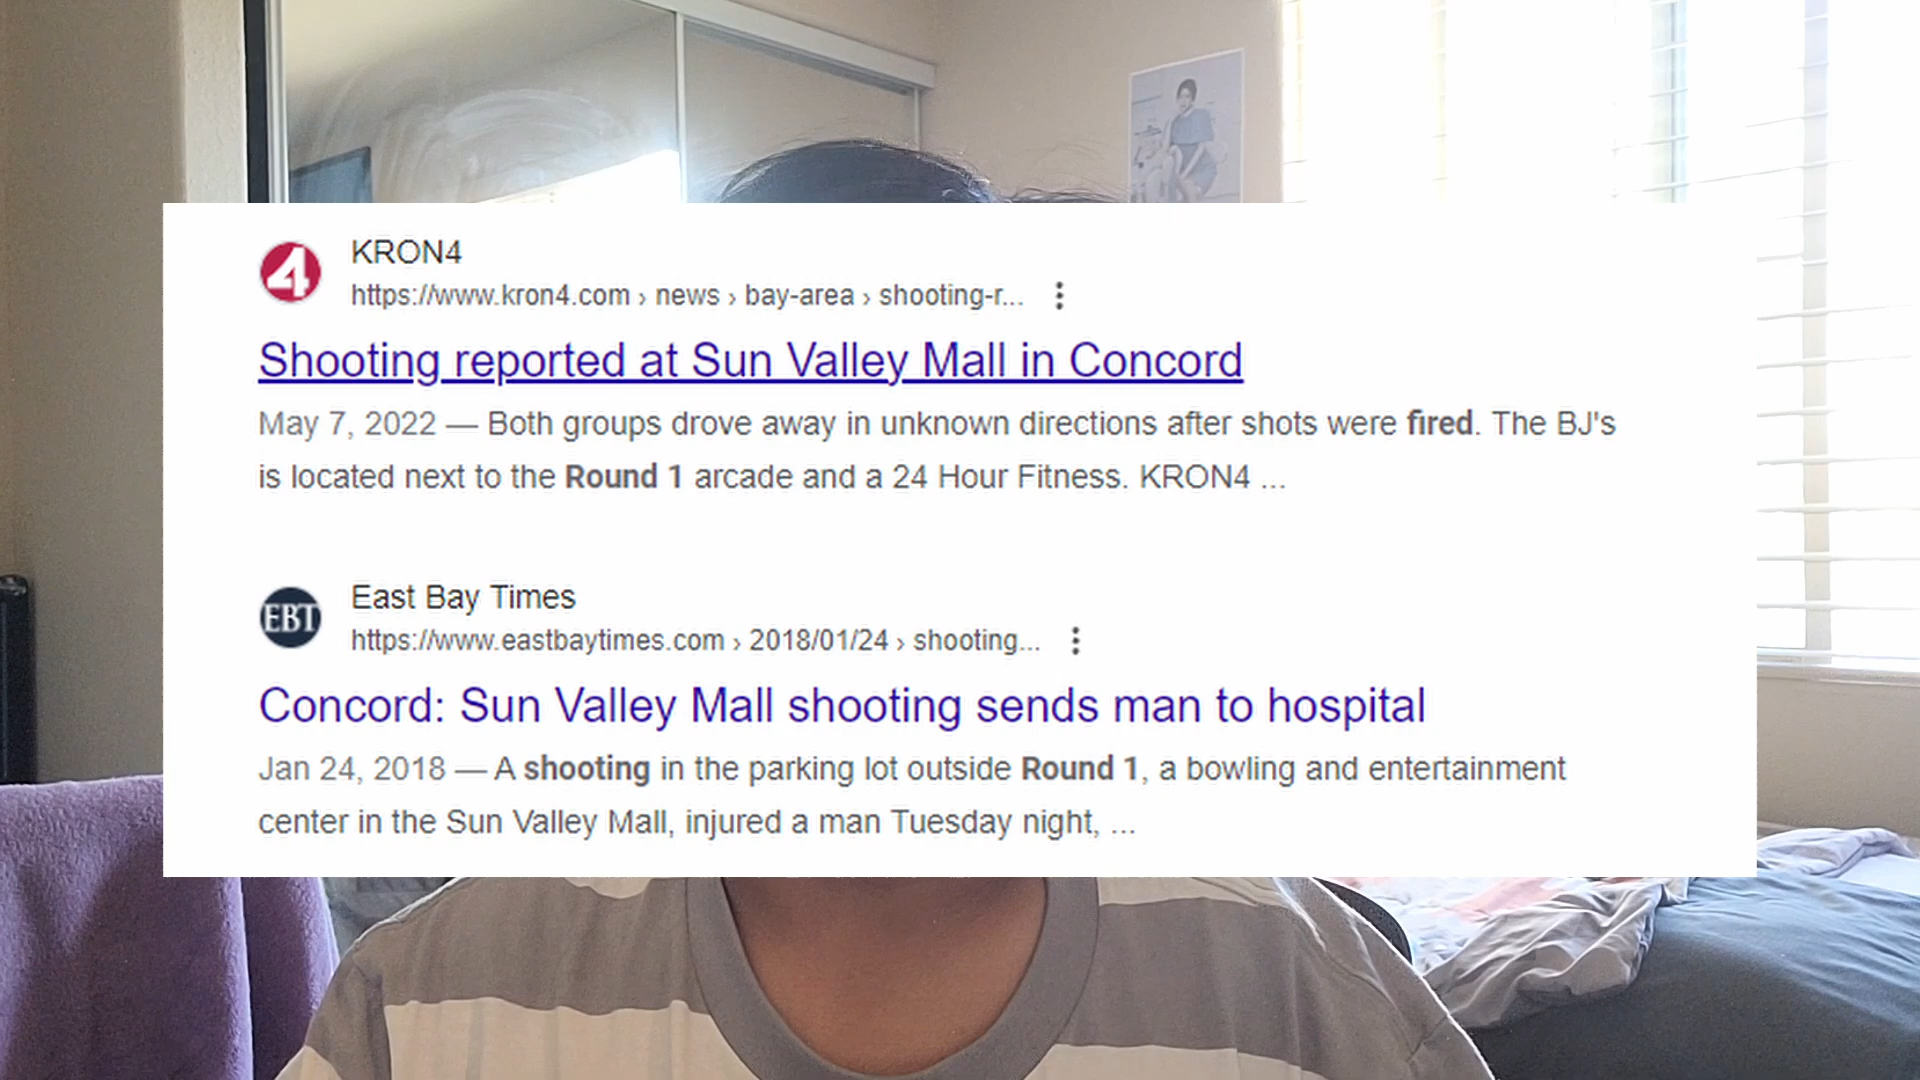 4
KRON4
https://www.kron4.com › news › bay-area › shooting-r...
Shooting reported at Sun Valley Mall in Concord
May 7, 2022 — Both groups drove away in unknown directions after shots were fired. The BJ's
is located next to the Round 1 arcade and a 24 Hour Fitness. KRON4 ...
EBT
East Bay Times
https://www.eastbaytimes.com › 2018/01/24 › shooting...
Concord: Sun Valley Mall shooting sends man to hospital
Jan 24, 2018 — A shooting in the parking lot outside Round 1, a bowling and entertainment
center in the Sun Valley Mall, injured a man Tuesday night, ...